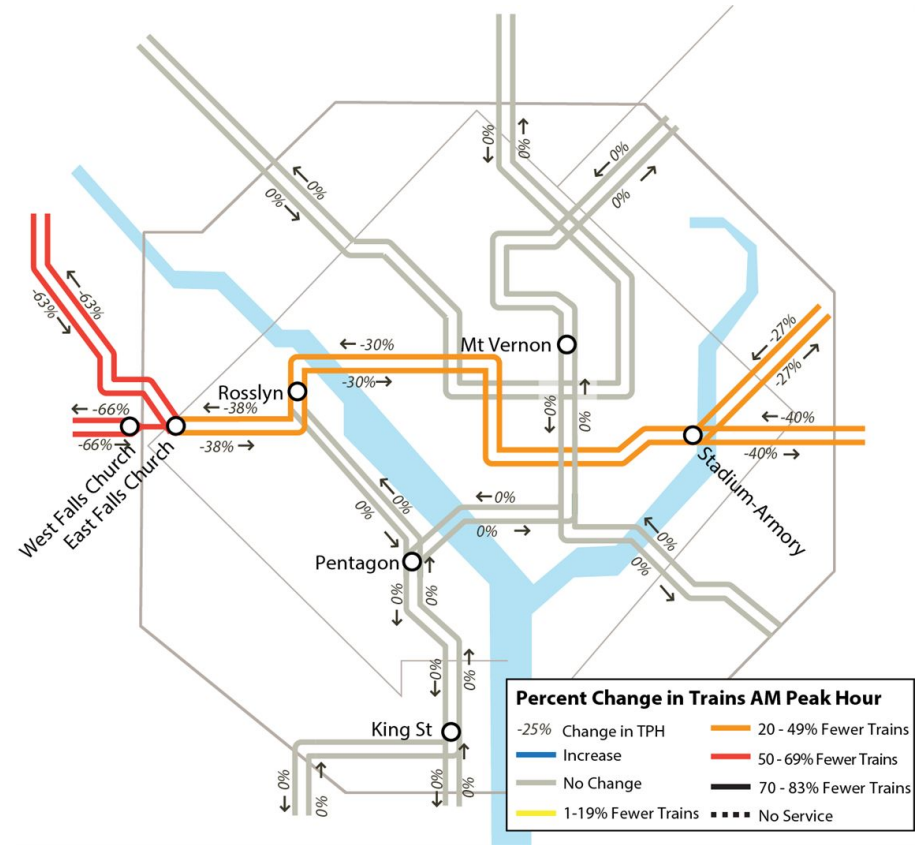 0%
0%
0%
0%
0%
0%
-63%
-63%
-27%
-27%
-30%
Mt Vernon
-30%
Rosslyn
-66%
-38%
0%
0%
-40%
-66%
-38%
-40%
West Falls Church
East Falls Church
Stadium-Armory
0%
0%
0%
0%
0%
0%
Pentagon
0%
0%
0%
0%
King St
0%
0%
0%
0%
Percent Change in Trains AM Peak Hour
-25% Change in TPH
Increase
No Change
1-19% Fewer Trains
20 - 49% Fewer Trains
50 - 69% Fewer Trains
70 - 83% Fewer Trains
No Service